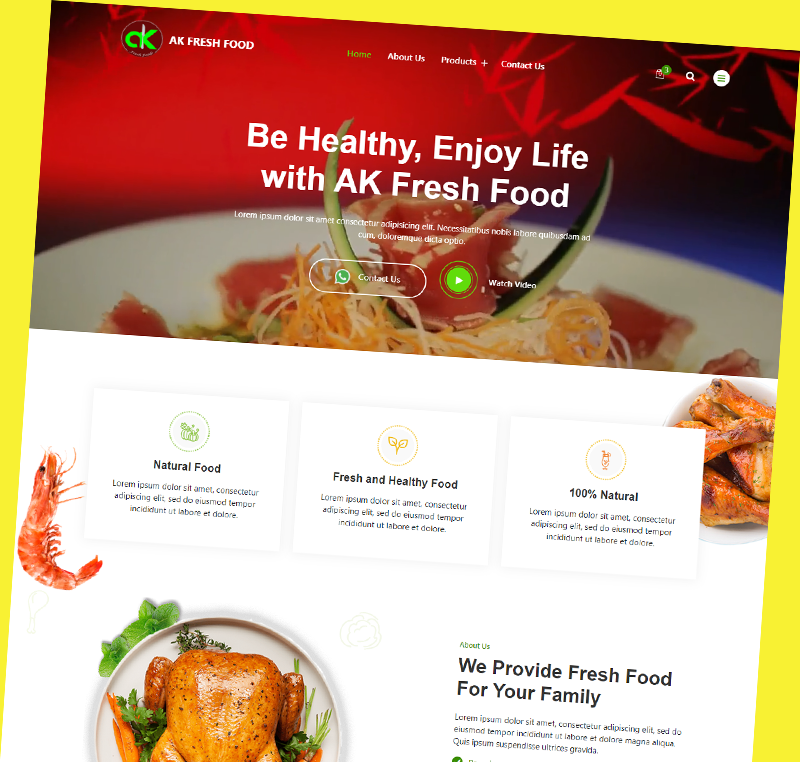 ak
AK FRESH FOOD
Home
About Us
Products +
Contact Us
3
Be Healthy, Enjoy Life
with AK Fresh Food
Lorem ipsum dolor sit amet consectetur adipisicing elit. Necessitatibus nobis labore quibusdam ad
cum, doloremque dicta optio.
Contact Us
Watch Video
Natural Food
Lorem ipsum dolor sit amet, consectetur
adipiscing elit, sed do eiusmod tempor
incididunt ut labore et dolore.
Fresh and Healthy Food
Lorem ipsum dolor sit amet, consectetur
adipiscing elit, sed do eiusmod tempor
incididunt ut labore et dolore.
100% Natural
Lorem ipsum dolor sit amet, consectetur
adipiscing elit, sed do eiusmod tempor
incididunt ut labore et dolore.
About Us
We Provide Fresh Food
For Your Family
Lorem ipsum dolor sit amet, consectetur adipiscing elit, sed do
eiusmod tempor incididunt ut labore et dolore magna aliqua.
Quis ipsum suspendisse ultrices gravida.